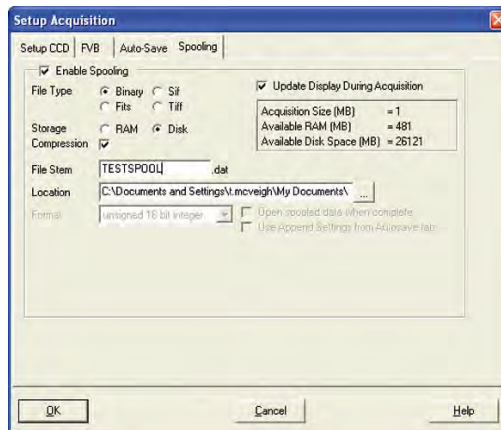 Setup Acquisition
Setup CCD FVB Auto-Save Spooling
Enable Spooling
File Type Binary Sif
Fits Tiff
Update Display During Acquisition
Acquisition Size (MB) = 1
Available RAM (MB) = 481
Available Disk Space (MB) = 26121
Storage RAM Disk
Compression
File Stem TESTSPOOL .dat
Location C:\Documents and Settings\t.mcveigh\My Documents\ ...
Format unsigned 16 bit integer Open spooled data when complete
Use Append Settings from Autosave tab
OK Cancel Help